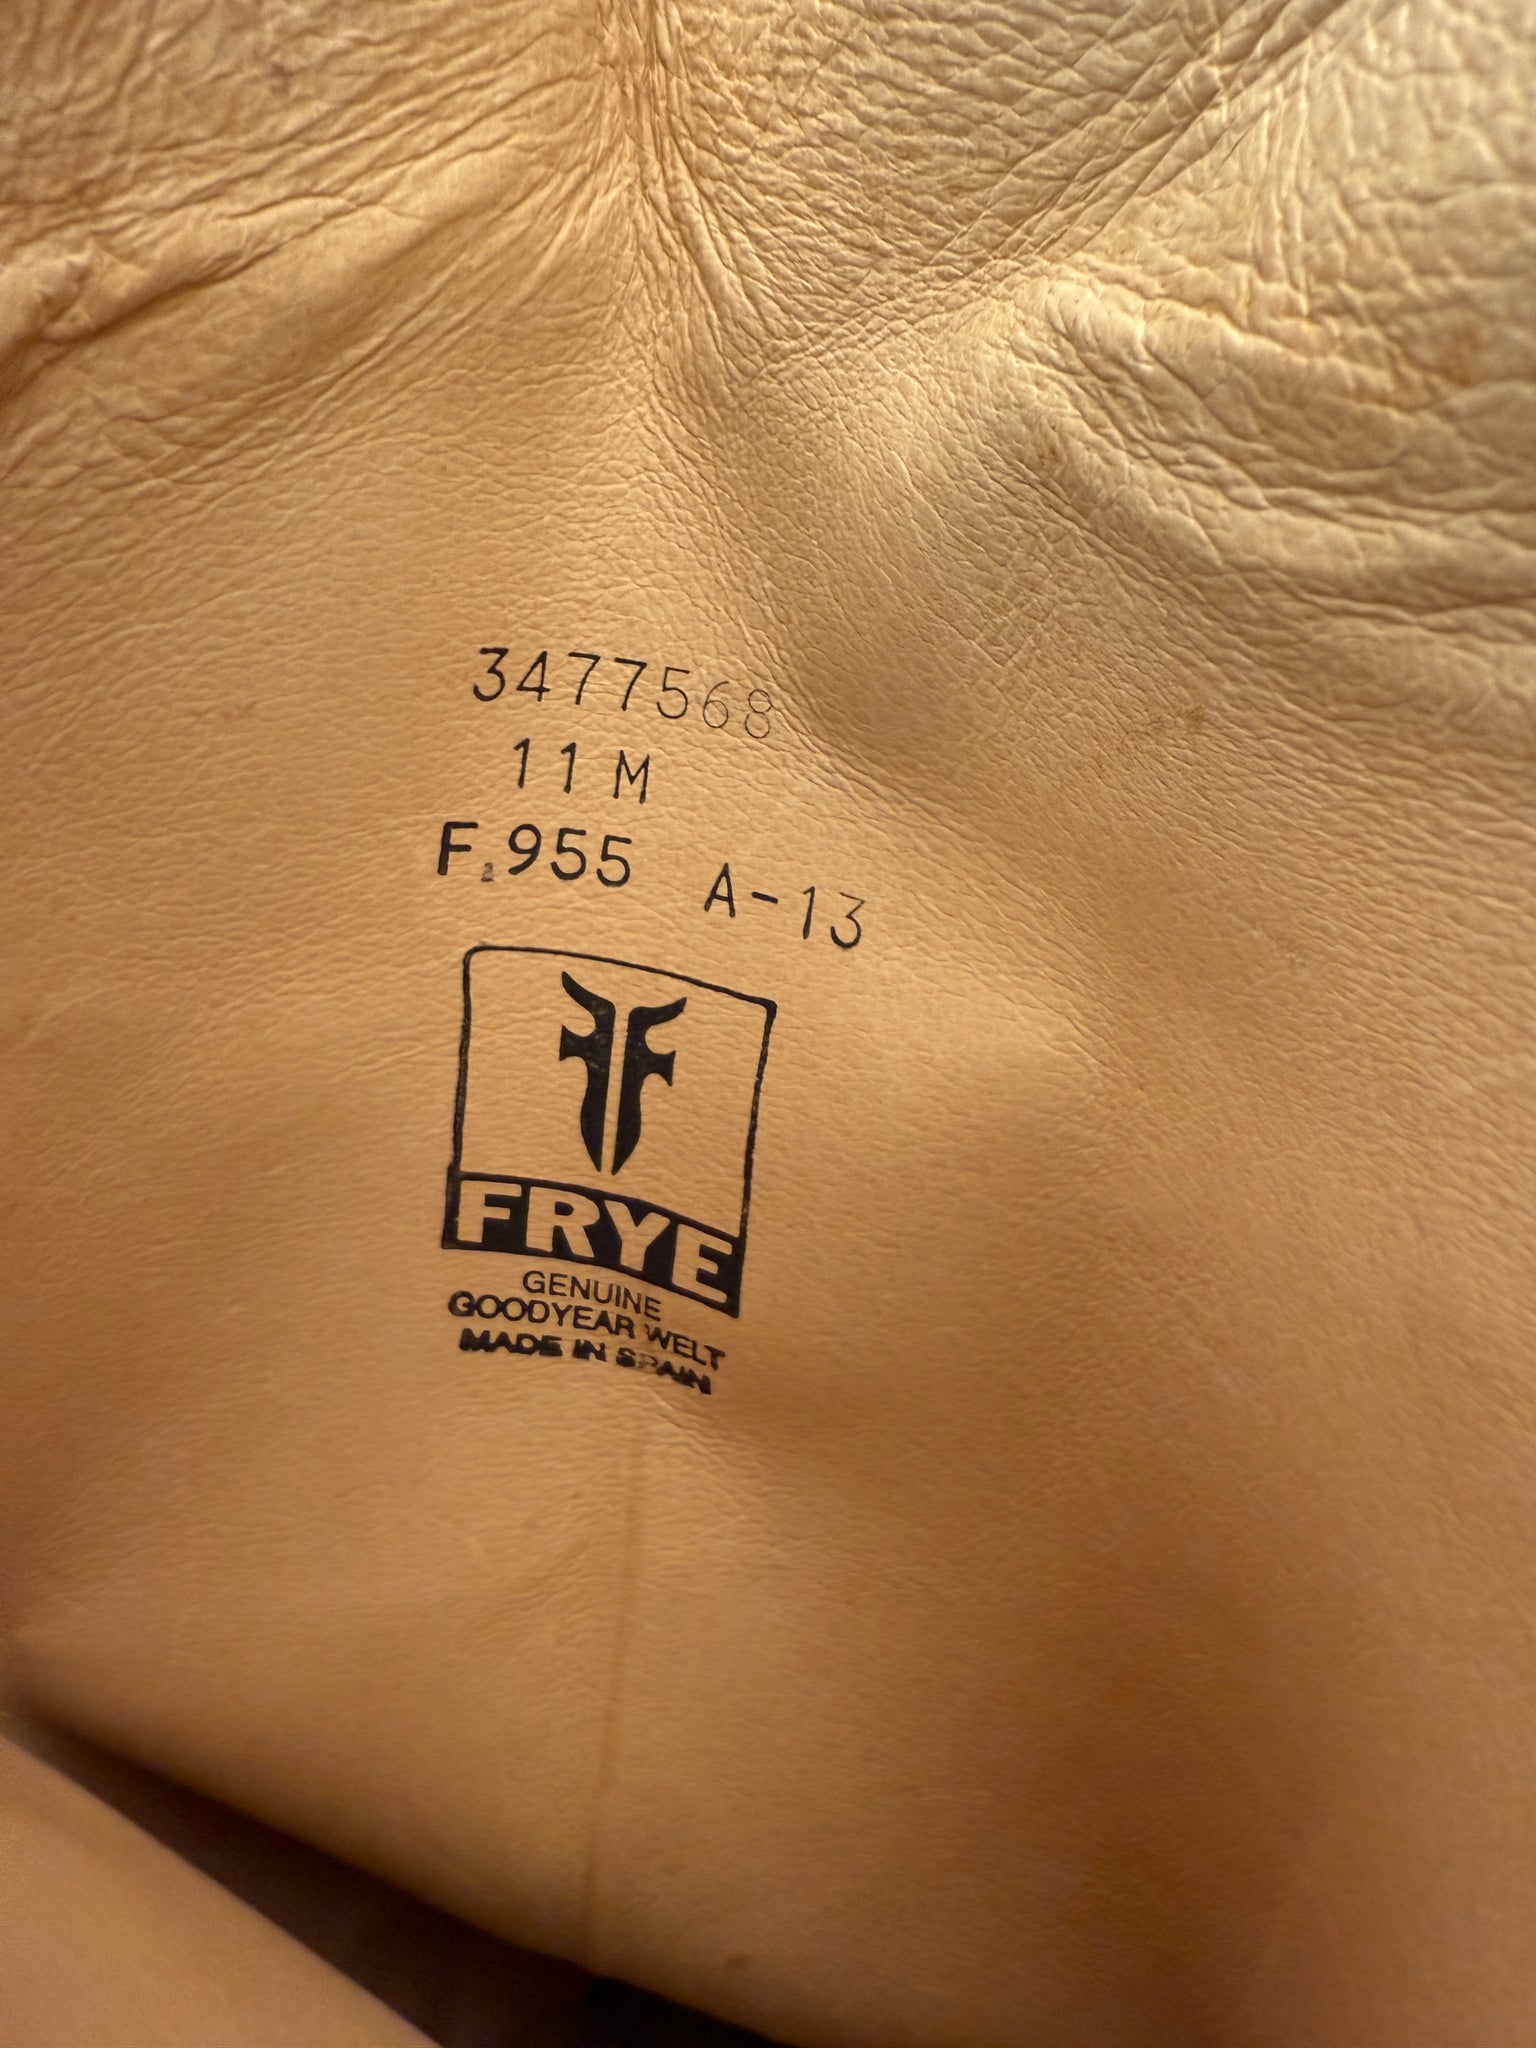 3477568
11 M
F.955 A-13
FRYE
GENUINE
GOODYEAR WELT
MADE IN SPAIN